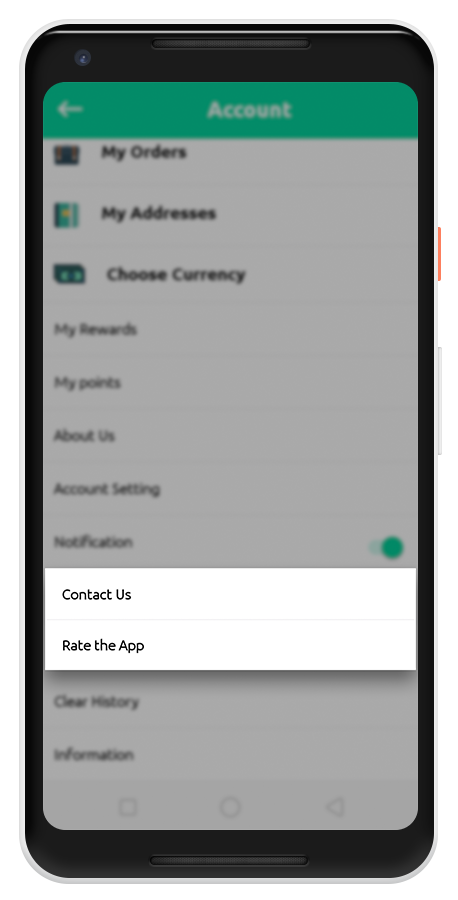 Account
My Orders
My Addresses
Choose Currency
My Rewards
My points
About Us
Account Setting
Notification
Contact Us
Rate the App
Clear History
Information